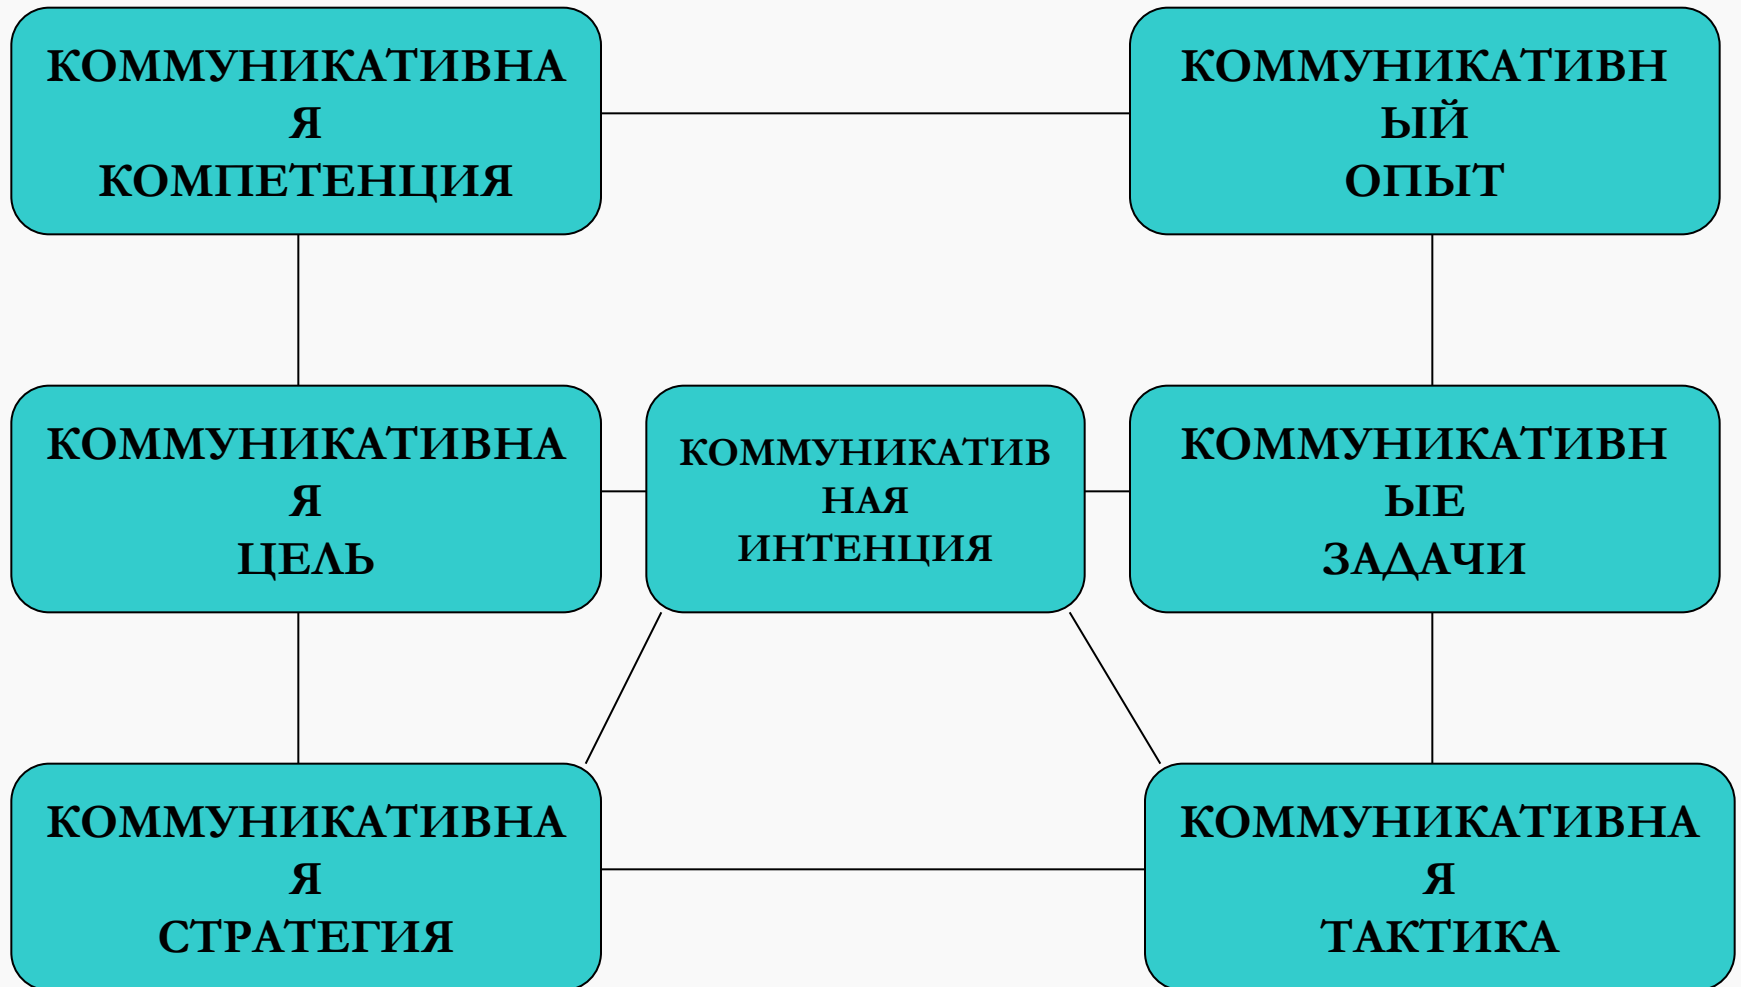 КОММУНИКАТИВНА
Я
КОМПЕТЕНЦИЯ
КОММУНИКАТИВН
ЫЙ
ОПЫТ
КОММУНИКАТИВНА
Я
ЦЕЛЬ
КОММУНИКАТИВ
НАЯ
ИНТЕНЦИЯ
КОММУНИКАТИВН
ЫЕ
ЗАДАЧИ
КОММУНИКАТИВНА
Я
СТРАТЕГИЯ
КОММУНИКАТИВНА
Я
ТАКТИКА